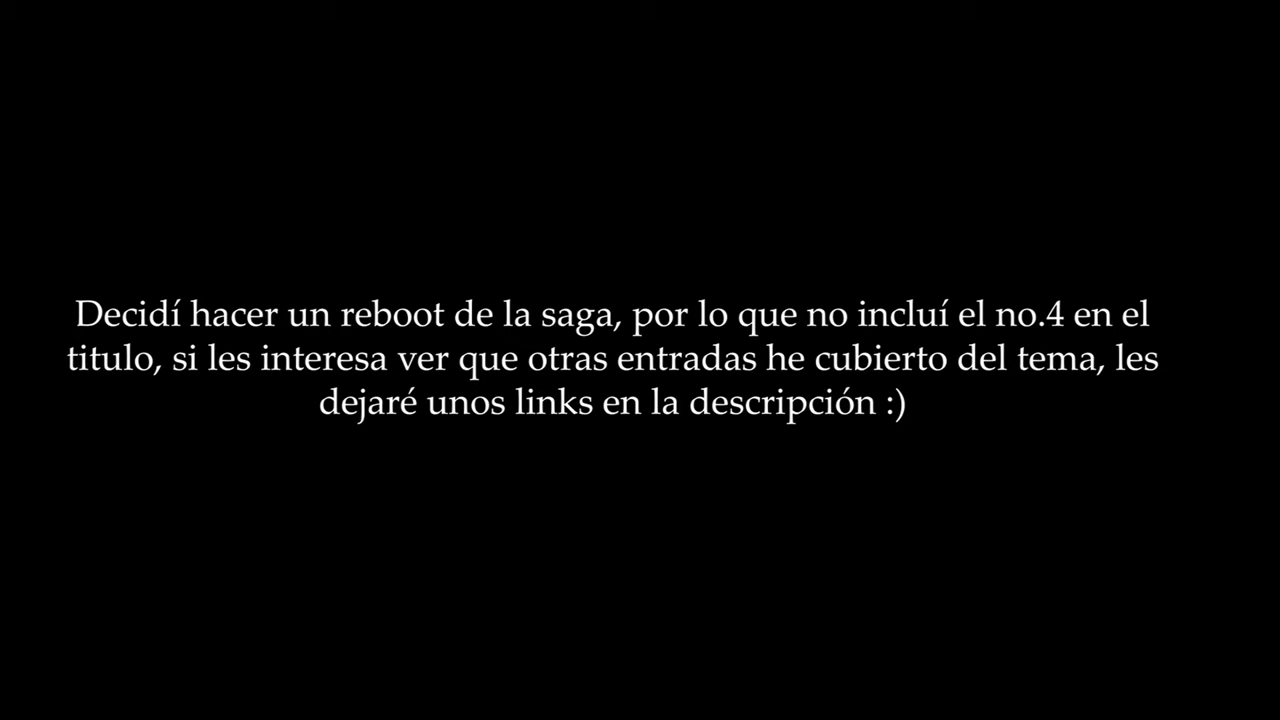 Decidí hacer un reboot de la saga, por lo que no incluí el no.4 en el
titulo, si les interesa ver que otras entradas he cubierto del tema, les
dejaré unos links en la descripción :)